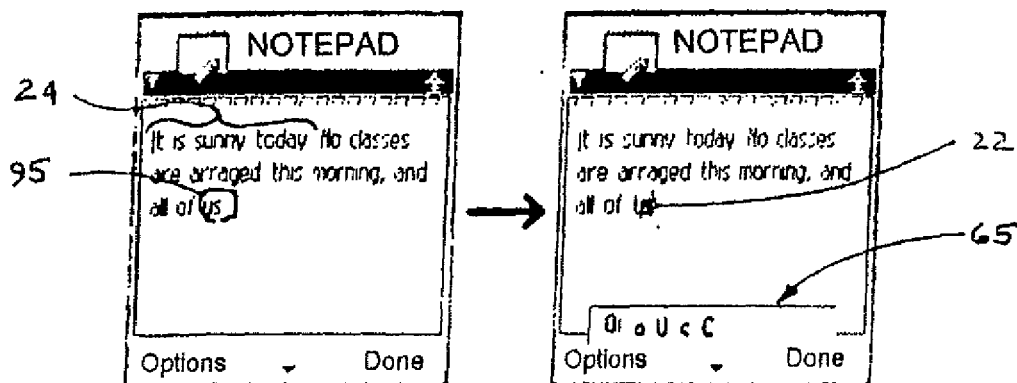 NOTEPAD
24
It is sunny today No classes
95
are arraged this morning, and
all of us
Options Done
NOTEPAD
It is sunny today No classes
22
are arraged this morning, and
all of
65
U < C
Options Done